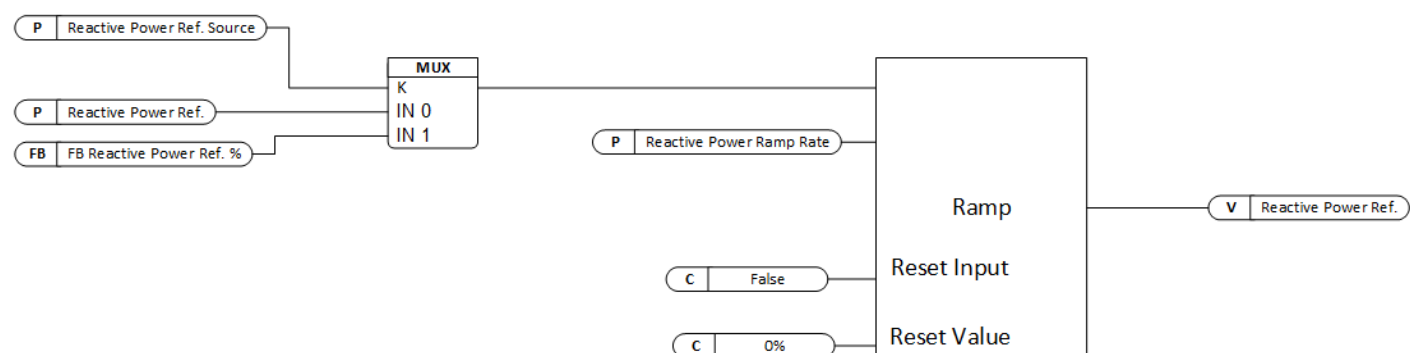 P Reactive Power Ref. Source
MUX
K
P Reactive Power Ref.
IN 0
IN 1
FB FB Reactive Power Ref. %
P Reactive Power Ramp Rate
Ramp
V Reactive Power Ref.
C False
Reset Input
C 0%
Reset Value